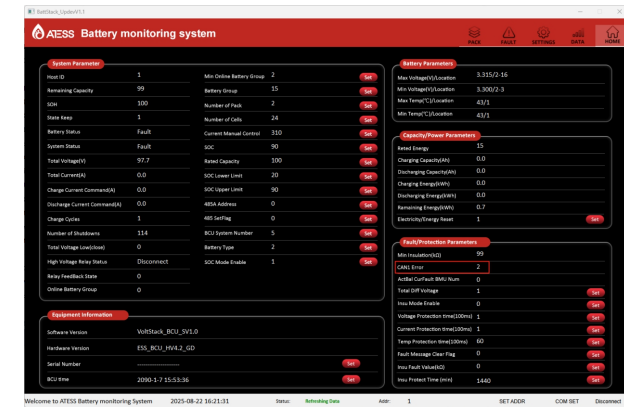 BattStack_UpdevV1.1
ATESS Battery monitoring system
PACK FAULT SETTINGS DATA HOME
System Parameter
Host ID 1 Min Online Battery Group 2 Set
Remaining Capacity 99 Battery Group 15 Set
SOH 100 Number of Pack 2 Set
State Keep 1 Number of Cells 24 Set
Battery Status Fault Current Manual Control 310 Set
System Status Fault SOC 90 Set
Total Voltage(V) 97.7 Rated Capacity 100 Set
Total Current(A) 0.0 SOC Lower Limit 20 Set
Charge Current Command(A) 0.0 SOC Upper Limit 90 Set
Discharge Current Command(A) 0.0 485A Address 0 Set
Charge Cycles 1 485 SetFlag 0 Set
Number of Shutdowns 114 BCU System Number 5 Set
Total Voltage Low(close) 0 Battery Type 2 Set
High Voltage Relay Status Disconnect SOC Mode Enable 1 Set
Relay FeedBack State 0
Online Battery Group 0
Equipment Information
Software Version VoltStack_BCU_SV1.0
Hardware Version ESS_BCU_HV4.2_GD
Serial Number ---------------- Set
BCU time 2090-1-7 15:53:36 Set
Battery Parameters
Max Voltage(V)/Location 3.315/2-16
Min Voltage(V)/Location 3.300/2-3
Max Temp(℃)/Location 43/1
Min Temp(℃)/Location 43/1
Capacity/Power Parameters
Reted Energy 15
Charging Capacity(Ah) 0.0
Discharging Capacity(Ah) 0.0
Charging Energy(kWh) 0.0
Discharging Energy(kWh) 0.0
Ramaining Energy(kWh) 0.7
Electricity/Energy Reset 1 Set
Fault/Protection Parameters
Min Insulation(kΩ) 99
CAN1 Error 2
ActBal CurFault BMU Num 0
Total Diff Voltage 1 Set
Insu Mode Enable 0 Set
Voltage Protection time(100ms) 1 Set
Current Protection time(100ms) 1 Set
Temp Protection time(100ms) 60 Set
Fault Message Clear Flag 0 Set
Insu Fault Value(kΩ) 0 Set
Insu Protect Time (min) 1440 Set
Welcome to ATESS Battery monitoring System 2025-08-22 16:21:31 Status: Refreshing Data Addr: 1 SET ADDR COM SET Disconnect